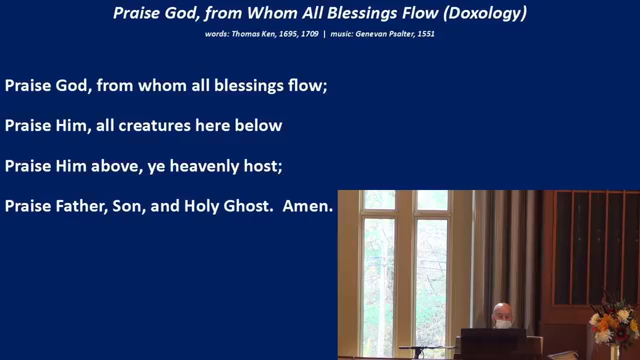 Praise God, from Whom All Blessings Flow (Doxology)
words: Thomas Ken, 1695, 1709 | music: Genevan Psalter, 1551
Praise God, from whom all blessings flow;
Praise Him, all creatures here below
Praise Him above, ye heavenly host;
Praise Father, Son, and Holy Ghost. Amen.